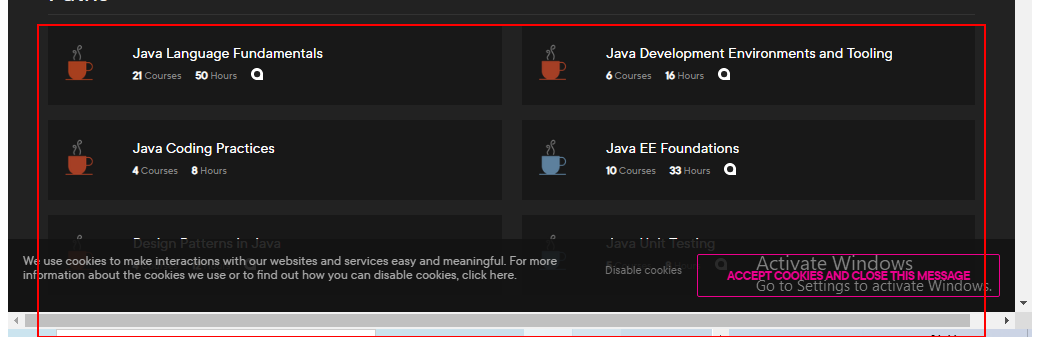 Paths
Java Language Fundamentals
21 Courses 50 Hours
Java Development Environments and Tooling
6 Courses 16 Hours
Java Coding Practices
4 Courses 8 Hours
Java EE Foundations
10 Courses 33 Hours
Design Patterns in Java
Java Unit Testing
We use cookies to make interactions with our websites and services easy and meaningful. For more
information about the cookies we use or to find out how you can disable cookies, click here.
Disable cookies
ACCEPT COOKIES AND CLOSE THIS MESSAGE
Activate Windows
Go to Settings to activate Windows.